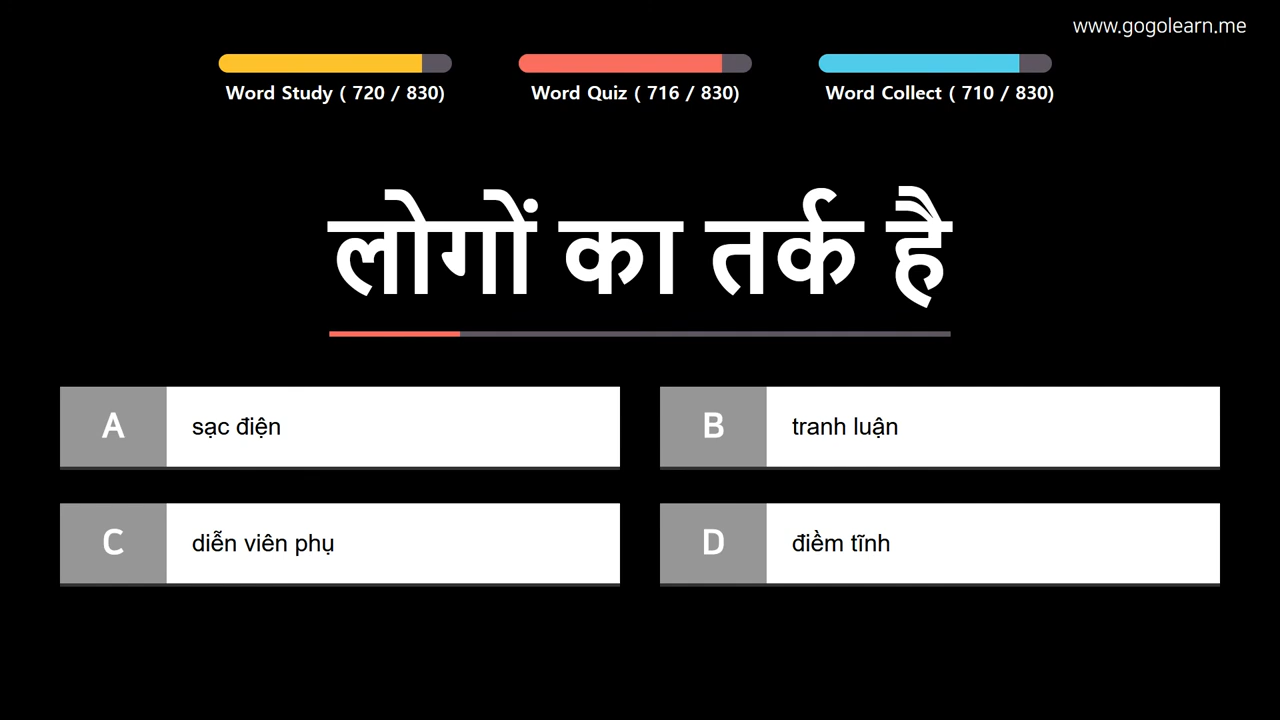 www.gogolearn.me
Word Study ( 720 / 830)
Word Quiz ( 716 / 830)
Word Collect ( 710 / 830)
लोगों का तर्क है
A
sạc điện
B
tranh luận
C
diễn viên phụ
D
điềm tĩnh